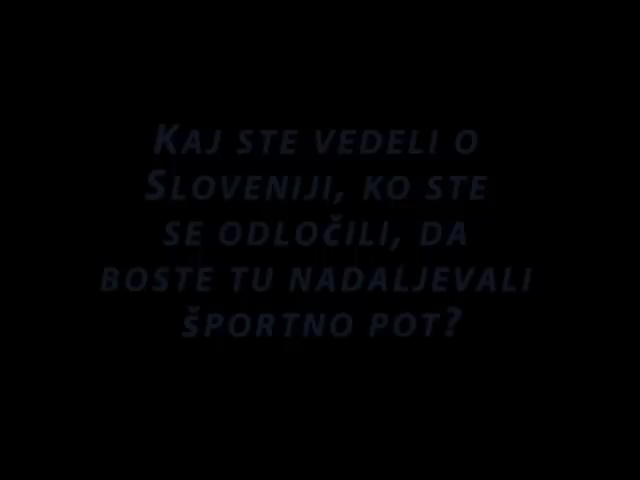 Kaj ste vedeli o
Sloveniji, ko ste
se odločili, da
boste tu nadaljevali
športno pot?